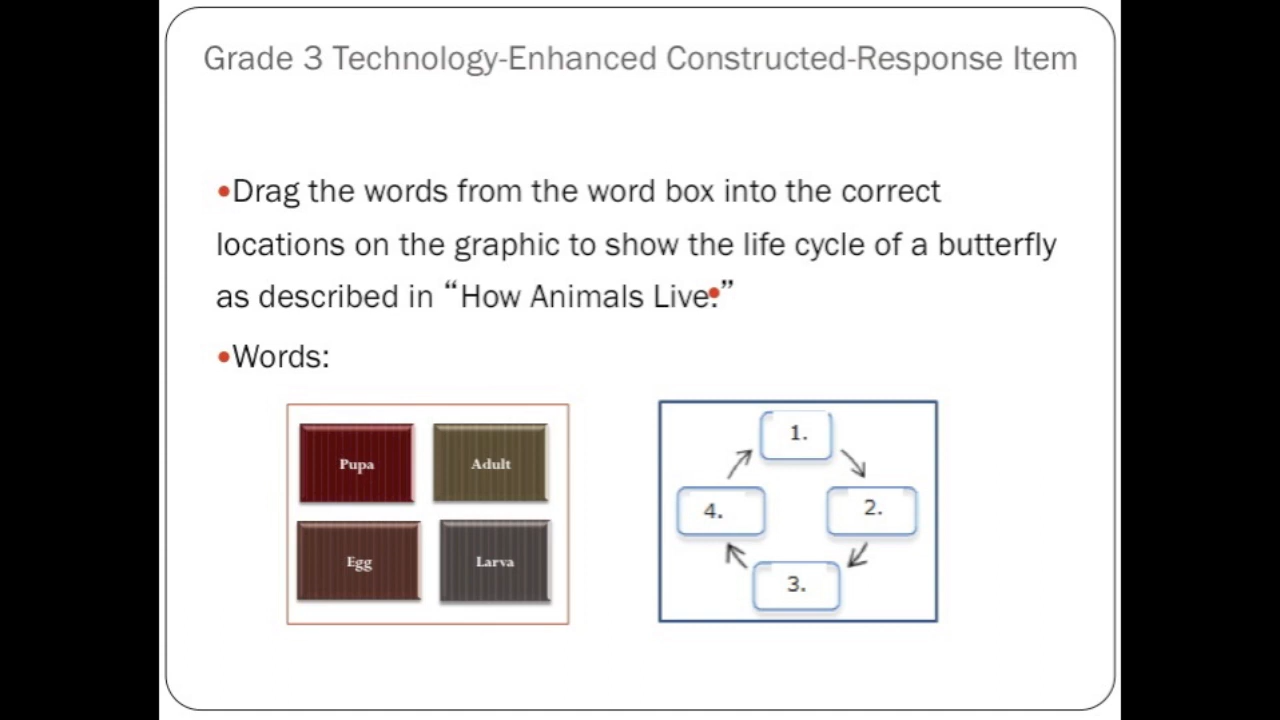 Grade 3 Technology-Enhanced Constructed-Response Item
•Drag the words from the word box into the correct
locations on the graphic to show the life cycle of a butterfly
as described in “How Animals Live.”
•Words:
Pupa
Adult
Egg
Larva
1.
2.
3.
4.